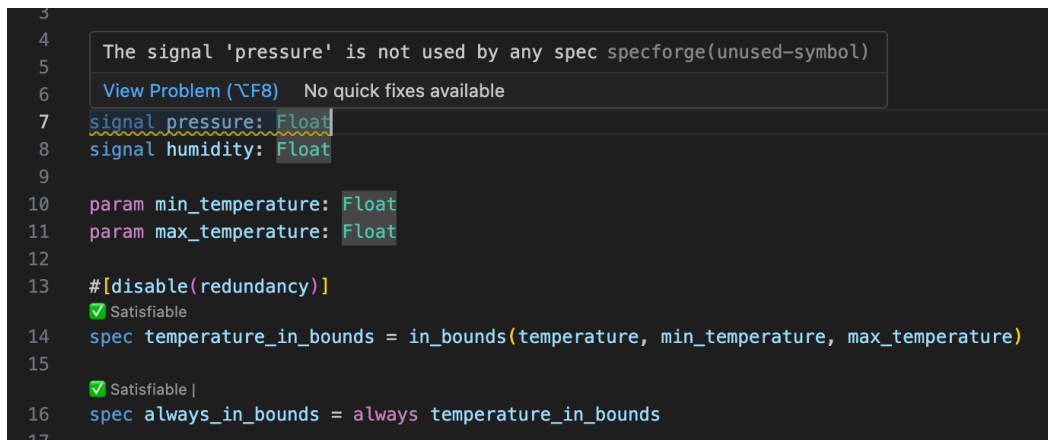 3
4
The signal 'pressure' is not used by any spec specforge(unused-symbol)
5
6
View Problem (⌥F8) No quick fixes available
7 signal pressure: Float
8 signal humidity: Float
9
10 param min_temperature: Float
11 param max_temperature: Float
12
13 #[disable(redundancy)]
✅ Satisfiable
14 spec temperature_in_bounds = in_bounds(temperature, min_temperature, max_temperature)
15
✅ Satisfiable |
16 spec always_in_bounds = always temperature_in_bounds
17